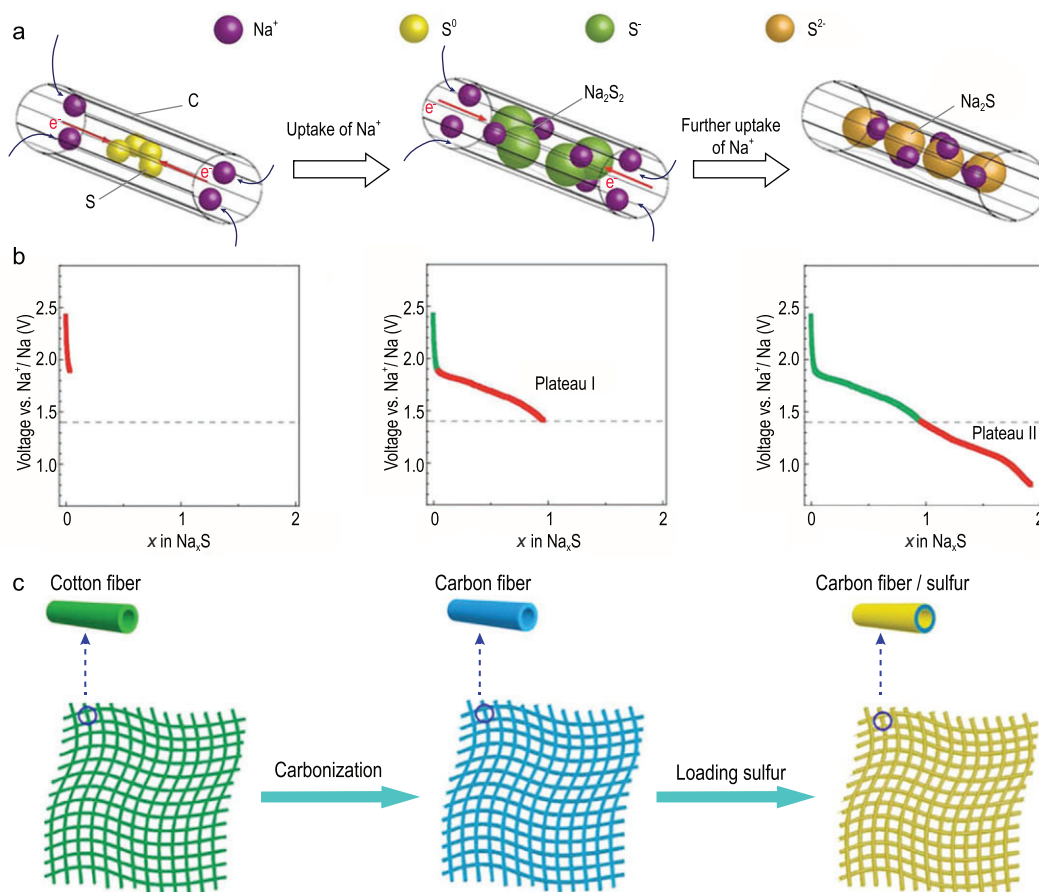 a
Na⁺
S⁰
S⁻
S²⁻
C
e⁻
e⁻
S
Uptake of Na⁺
e⁻
e⁻
Na₂S₂
Further uptake
of Na⁺
Na₂S
b
Voltage vs. Na⁺/ Na (V)
2.5
2.0
1.5
1.0
0
1
2
x in NaₓS
Voltage vs. Na⁺/ Na (V)
2.5
2.0
1.5
1.0
Plateau I
0
1
2
x in NaₓS
Voltage vs. Na⁺/ Na (V)
2.5
2.0
1.5
1.0
Plateau II
0
1
2
x in NaₓS
c
Cotton fiber
Carbon fiber
Carbon fiber / sulfur
Carbonization
Loading sulfur